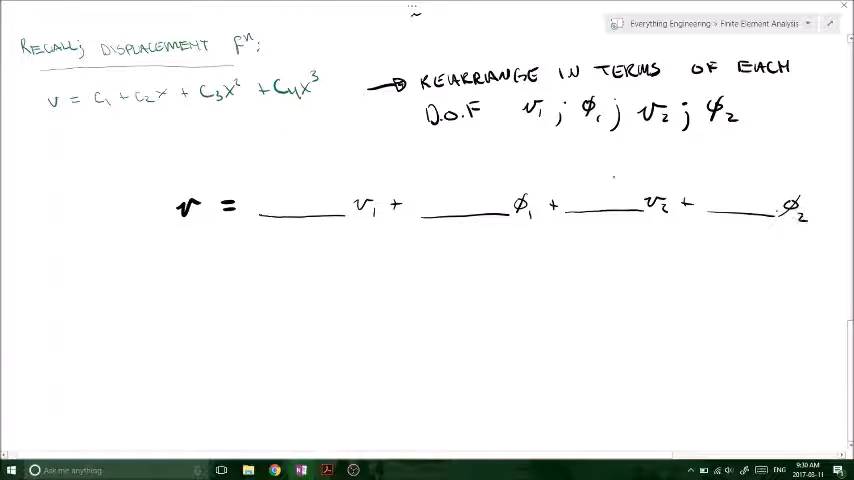 Everything Engineering > Finite Element Analysis
RECALL; DISPLACEMENT Fⁿ;
v = C₁ + C₂x + C₃x² + C₄x³
→ REARRANGE IN TERMS OF EACH
D.O.F v₁ ; ϕ₁ ; v₂ ; ϕ₂
v = ____ v₁ + ____ ϕ₁ + ____ v₂ + ____ ϕ₂
Ask me anything
ENG
9:30 AM
2017-03-11